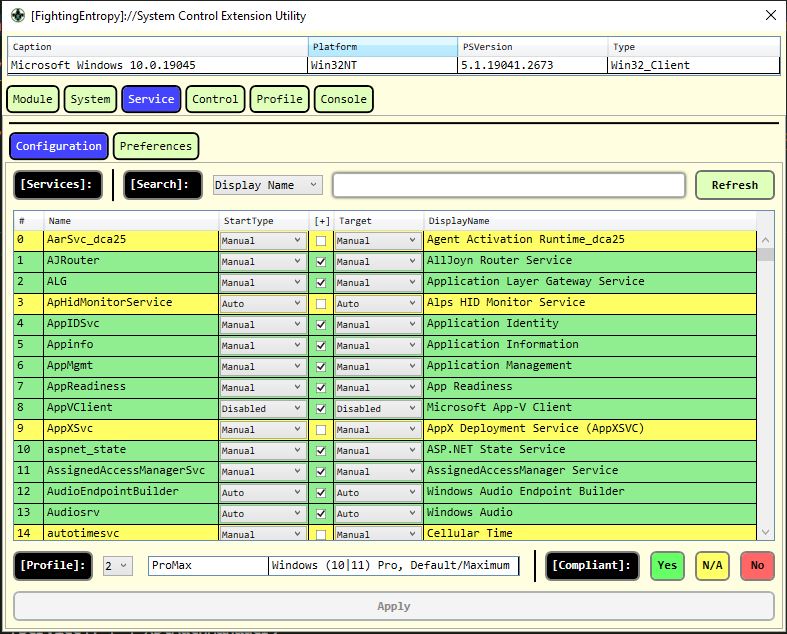 [FightingEntropy]://System Control Extension Utility
Caption Platform PSVersion Type
Microsoft Windows 10.0.19045 Win32NT 5.1.19041.2673 Win32_Client
Module System Service Control Profile Console
Configuration Preferences
[Services]: [Search]: Display Name Refresh
# Name StartType [+] Target DisplayName
0 AarSvc_dca25 Manual Manual Agent Activation Runtime_dca25
1 AJRouter Manual Manual AllJoyn Router Service
2 ALG Manual Manual Application Layer Gateway Service
3 ApHidMonitorService Auto Auto Alps HID Monitor Service
4 AppIDSvc Manual Manual Application Identity
5 Appinfo Manual Manual Application Information
6 AppMgmt Manual Manual Application Management
7 AppReadiness Manual Manual App Readiness
8 AppVClient Disabled Disabled Microsoft App-V Client
9 AppXSvc Manual Manual AppX Deployment Service (AppXSVC)
10 aspnet_state Manual Manual ASP.NET State Service
11 AssignedAccessManagerSvc Manual Manual AssignedAccessManager Service
12 AudioEndpointBuilder Auto Auto Windows Audio Endpoint Builder
13 Audiosrv Auto Auto Windows Audio
14 autotimesvc Manual Manual Cellular Time
[Profile]: 2 ProMax Windows (10|11) Pro, Default/Maximum [Compliant]: Yes N/A No
Apply